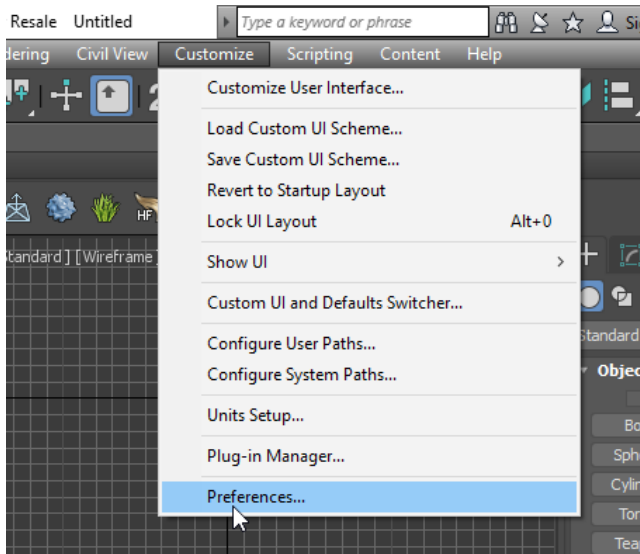 Resale Untitled Type a keyword or phrase
dering Civil View Customize Scripting Content Help
Customize User Interface...
Load Custom UI Scheme...
Save Custom UI Scheme...
Revert to Startup Layout
HF
Lock UI Layout Alt+0
Standard ] [ Wireframe
Show UI
Custom UI and Defaults Switcher...
Standard
Configure User Paths...
Objec
Configure System Paths...
Units Setup...
Bo
Plug-in Manager...
Sph
Cylin
Preferences...
Tor
Tea